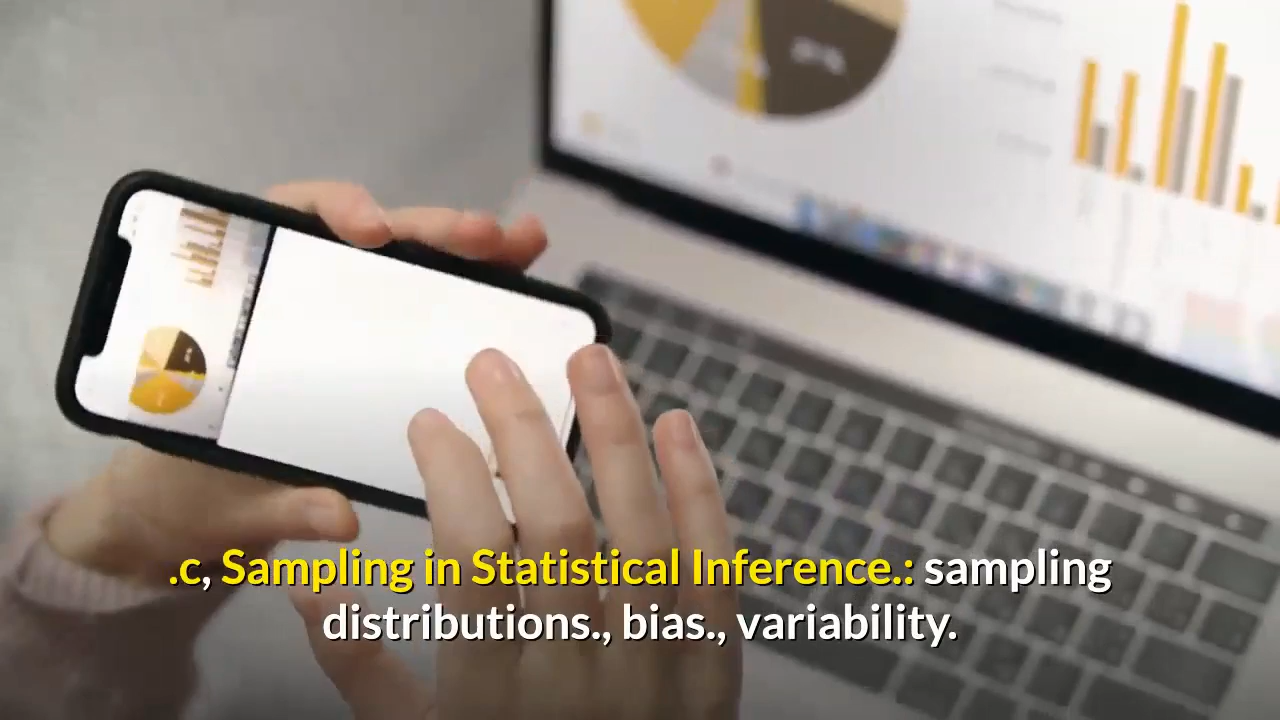 .c, Sampling in Statistical Inference.: sampling
distributions., bias., variability.